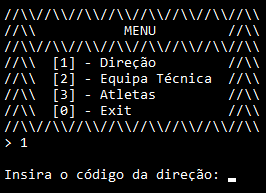 //\\//\\//\\//\\//\\//\\//\\//\\
//\\ MENU //\\
//\\//\\//\\//\\//\\//\\//\\//\\
//\\ [1] - Direção //\\
//\\ [2] - Equipa Técnica //\\
//\\ [3] - Atletas //\\
//\\ [0] - Exit //\\
//\\//\\//\\//\\//\\//\\//\\//\\
> 1
Insira o código da direção: _